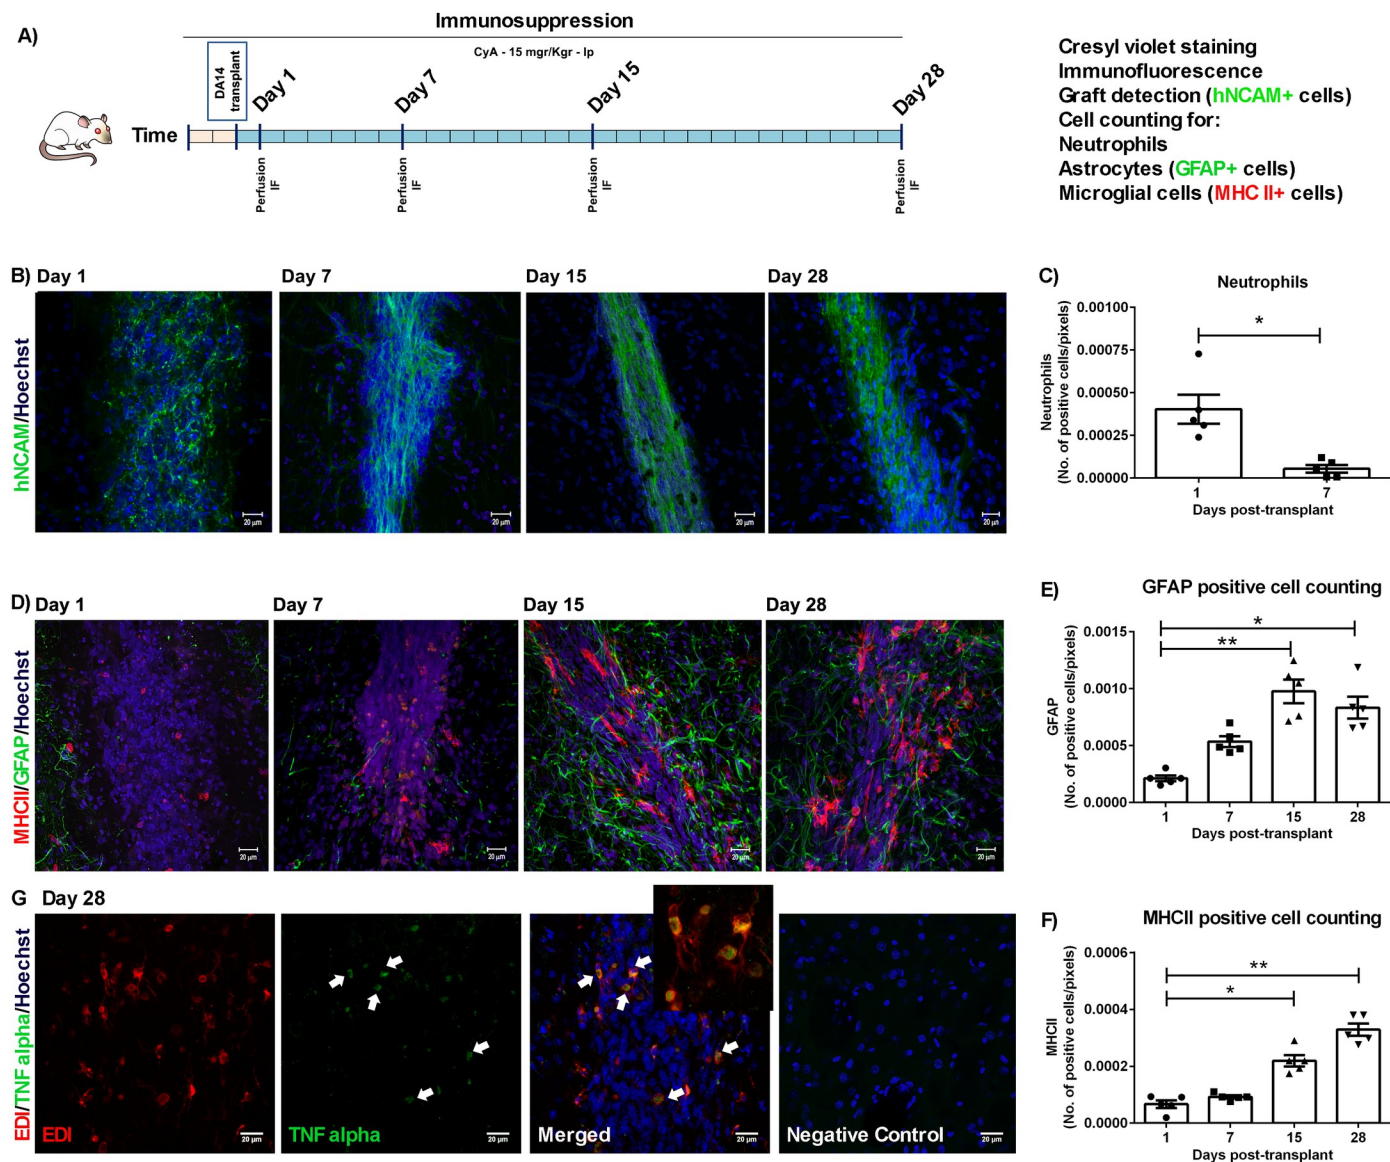 A)
Immunosuppression
CyA - 15 mgr/Kgr - Ip
DA14
transplant
Day 1
Day 7
Day 15
Day 28
Time
Perfusion
IF
Perfusion
IF
Perfusion
IF
Perfusion
IF
Cresyl violet staining
Immunofluorescence
Graft detection (hNCAM+ cells)
Cell counting for:
Neutrophils
Astrocytes (GFAP+ cells)
Microglial cells (MHC II+ cells)
B) Day 1
Day 7
Day 15
Day 28
hNCAM/Hoechst
20 µm
20 µm
20 µm
20 µm
C)
Neutrophils
Neutrophils
(No. of positive cells/pixels)
0.00100
0.00075
0.00050
0.00025
0.00000
*
1
7
Days post-transplant
D) Day 1
Day 7
Day 15
Day 28
MHCII/GFAP/Hoechst
20 µm
20 µm
20 µm
20 µm
E)
GFAP positive cell counting
GFAP
(No. of positive cells/pixels)
0.0015
0.0010
0.0005
0.0000
*
**
1
7
15
28
Days post-transplant
G Day 28
EDI/TNF alpha/Hoechst
EDI
20 µm
TNF alpha
20 µm
Merged
20 µm
Negative Control
20 µm
F)
MHCII positive cell counting
MHCII
(No. of positive cells/pixels)
0.0006
0.0004
0.0002
0.0000
**
*
1
7
15
28
Days post-transplant